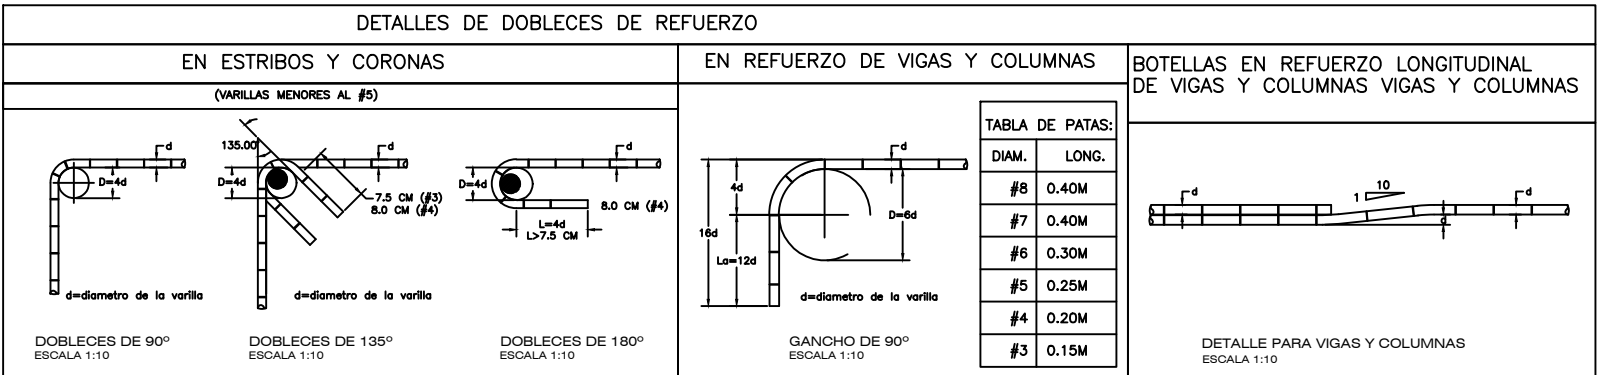 DETALLES DE DOBLECES DE REFUERZO
EN ESTRIBOS Y CORONAS
(VARILLAS MENORES AL #5)
d
D=4d
d=diametro de la varilla
DOBLECES DE 90º
ESCALA 1:10
135.00
d
D=4d
7.5 CM (#3)
8.0 CM (#4)
d=diametro de la varilla
DOBLECES DE 135º
ESCALA 1:10
d
D=4d
8.0 CM (#4)
L=4d
L>7.5 CM
DOBLECES DE 180º
ESCALA 1:10
EN REFUERZO DE VIGAS Y COLUMNAS
d
4d
D=6d
16d
La=12d
d=diametro de la varilla
GANCHO DE 90º
ESCALA 1:10
TABLA DE PATAS:
DIAM. LONG.
#8 0.40M
#7 0.40M
#6 0.30M
#5 0.25M
#4 0.20M
#3 0.15M
BOTELLAS EN REFUERZO LONGITUDINAL
DE VIGAS Y COLUMNAS VIGAS Y COLUMNAS
10
1
d
d
d
DETALLE PARA VIGAS Y COLUMNAS
ESCALA 1:10